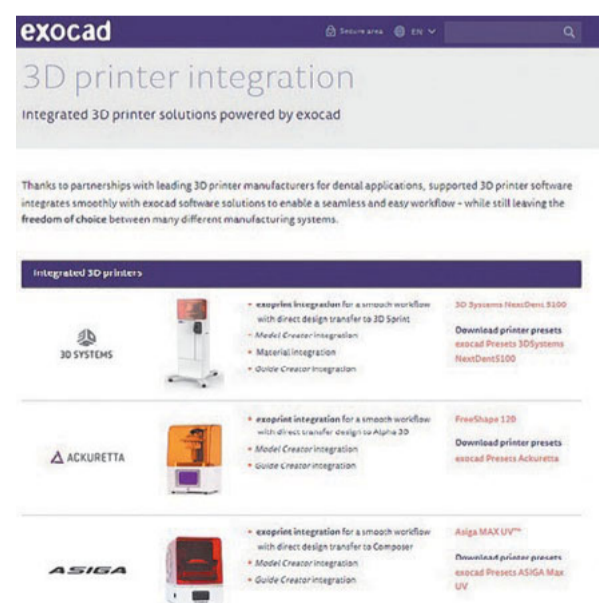 exocad
Secure area EN
3D printer integration
Integrated 3D printer solutions powered by exocad
Thanks to partnerships with leading 3D printer manufacturers for dental applications, supported 3D printer software
integrates smoothly with exocad software solutions to enable a seamless and easy workflow – while still leaving the
freedom of choice between many different manufacturing systems.
Integrated 3D printers
3D SYSTEMS
• exoprint integration for a smooth workflow
with direct design transfer to 3D Sprint
• Model Creator integration
• Material integration
• Guide Creator integration
3D Systems NextDent 5100
Download printer presets
exocad Presets 3DSystems
NextDent5100
ACKURETTA
• exoprint integration for a smooth workflow
with direct transfer design to Alpha 3D
• Model Creator integration
• Guide Creator integration
FreeShape 120
Download printer presets
exocad Presets Ackuretta
ASIGA
• exoprint integration for a smooth workflow
with direct design transfer to Composer
• Model Creator integration
• Guide Creator integration
Asiga MAX UV™
Download printer presets
exocad Presets ASIGA Max
UV